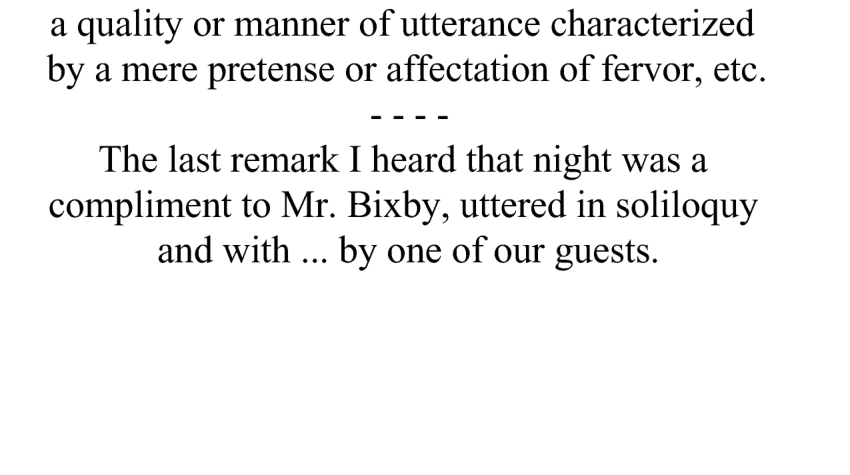 a quality or manner of utterance characterized
by a mere pretense or affectation of fervor, etc.
- - - -
The last remark I heard that night was a
compliment to Mr. Bixby, uttered in soliloquy
and with ... by one of our guests.